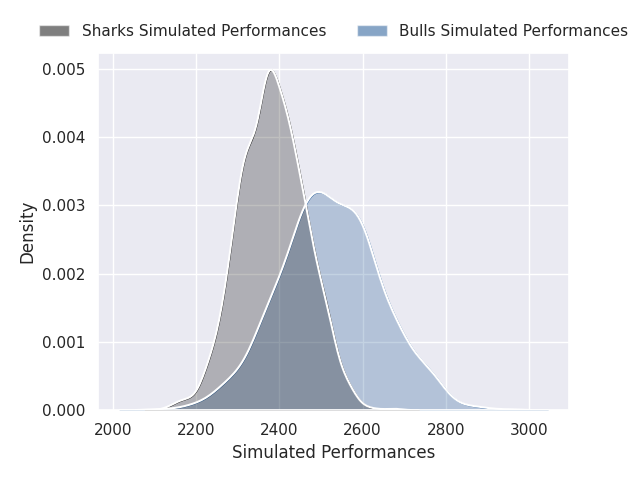 Sharks Simulated Performances Bulls Simulated Performances
0.005
0.004
0.003
0.002
0.001
0.000
Density
2000 2200 2400 2600 2800 3000
Simulated Performances